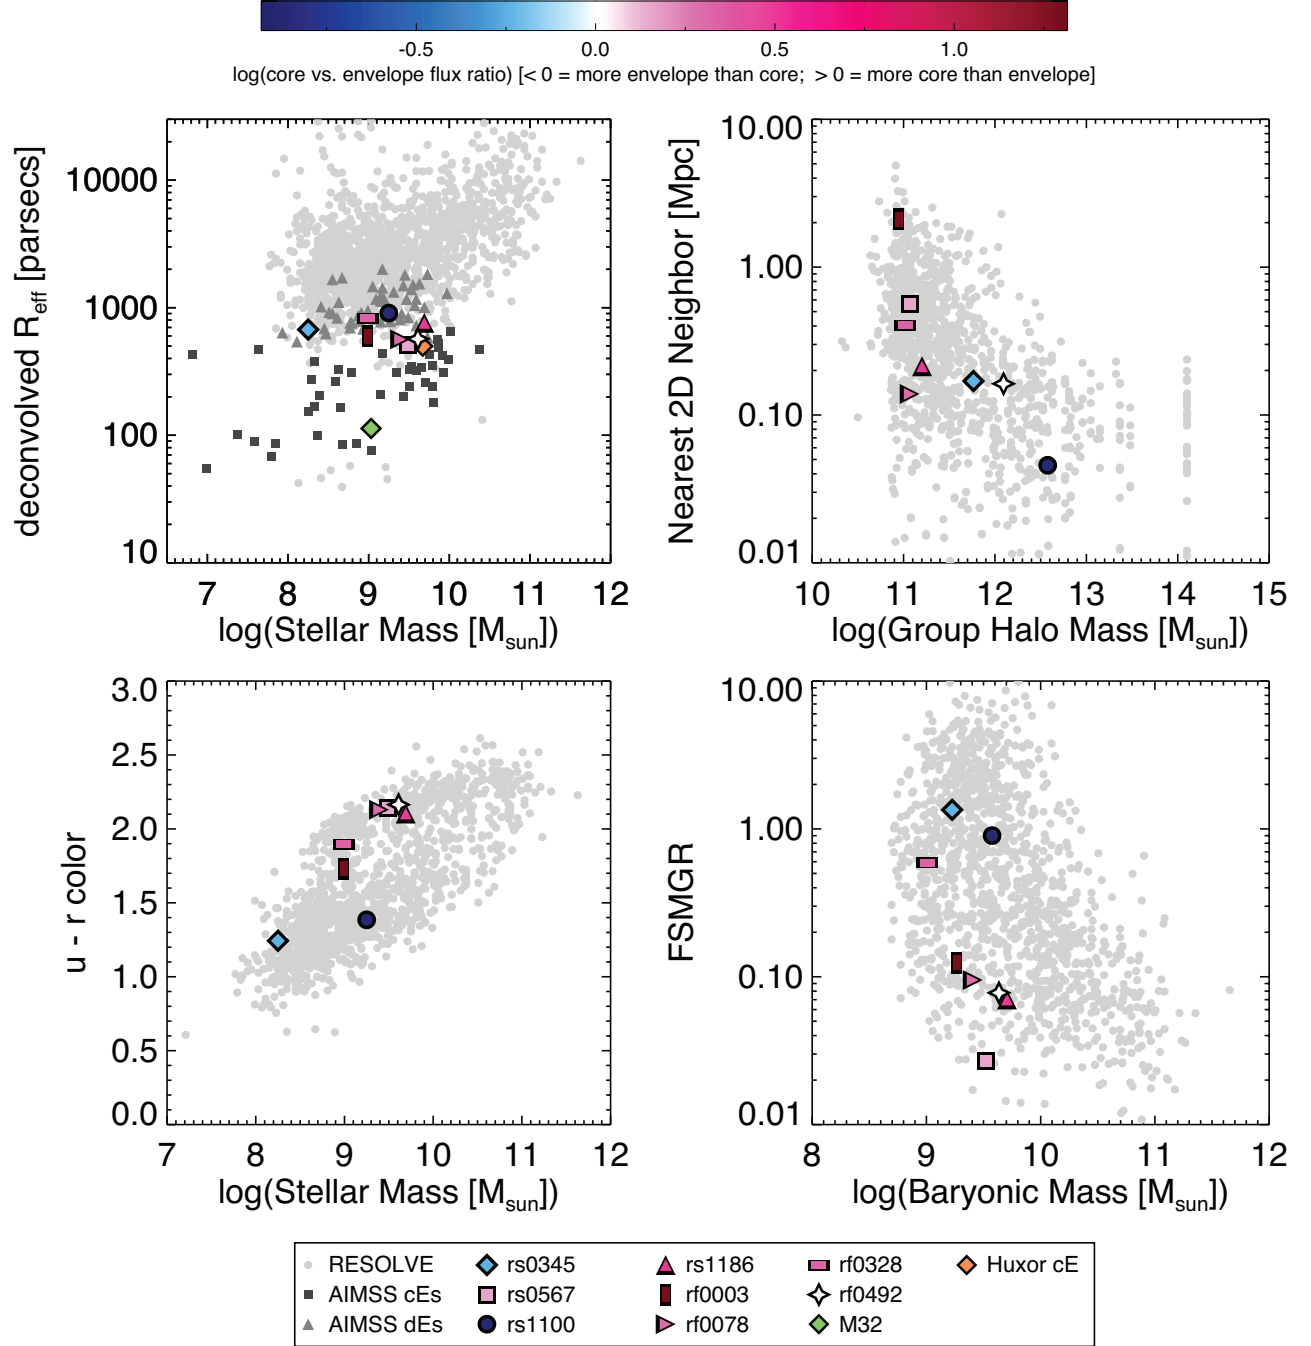 -0.5 0.0 0.5 1.0
log(core vs. envelope flux ratio) [< 0 = more envelope than core; > 0 = more core than envelope]
deconvolved R_eff [parsecs]
10000
1000
100
10
7 8 9 10 11 12
log(Stellar Mass [M_sun])
Nearest 2D Neighbor [Mpc]
10.00
1.00
0.10
0.01
10 11 12 13 14 15
log(Group Halo Mass [M_sun])
u - r color
3.0
2.5
2.0
1.5
1.0
0.5
0.0
7 8 9 10 11 12
log(Stellar Mass [M_sun])
FSMGR
10.00
1.00
0.10
0.01
8 9 10 11 12
log(Baryonic Mass [M_sun])
RESOLVE rs0345 rs1186 rf0328 Huxor cE
AIMSS cEs rs0567 rf0003 rf0492
AIMSS dEs rs1100 rf0078 M32